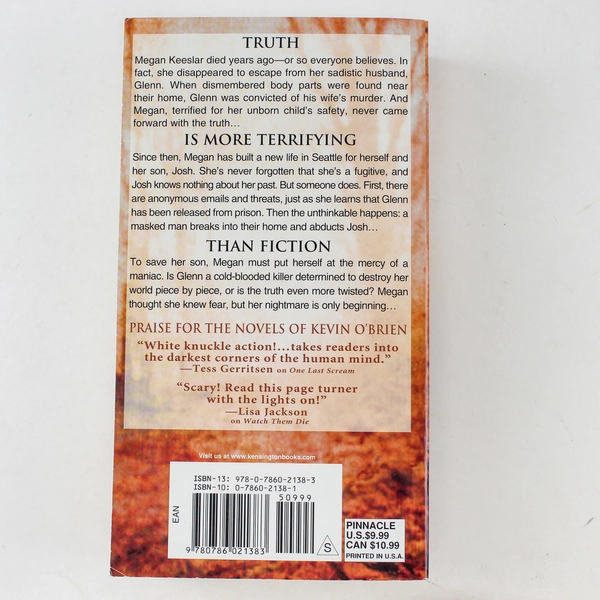 TRUTH
Megan Keeslar died years ago—or so everyone believes. In
fact, she disappeared to escape from her sadistic husband,
Glenn. When dismembered body parts were found near
their home, Glenn was convicted of his wife's murder. And
Megan, terrified for her unborn child's safety, never came
forward with the truth...
IS MORE TERRIFYING
Since then, Megan has built a new life in Seattle for herself and
her son, Josh. She's never forgotten that she's a fugitive, and
Josh knows nothing about her past. But someone does. First, there
are anonymous emails and threats, just as she learns that Glenn
has been released from prison. Then the unthinkable happens: a
masked man breaks into their home and abducts Josh...
THAN FICTION
To save her son, Megan must put herself at the mercy of a
maniac. Is Glenn a cold-blooded killer determined to destroy her
world piece by piece, or is the truth even more twisted? Megan
thought she knew fear, but her nightmare is only beginning...
PRAISE FOR THE NOVELS OF KEVIN O'BRIEN
"White knuckle action!...takes readers into
the darkest corners of the human mind."
—Tess Gerritsen on One Last Scream
"Scary! Read this page turner
with the lights on!"
—Lisa Jackson
on Watch Them Die
Visit us at www.kensingtonbooks.com
ISBN-13: 978-0-7860-2138-3
ISBN-10: 0-7860-2138-1
50999
EAN
9 780786 021383
S
PINNACLE
U.S.$9.99
CAN $10.99
PRINTED IN U.S.A.